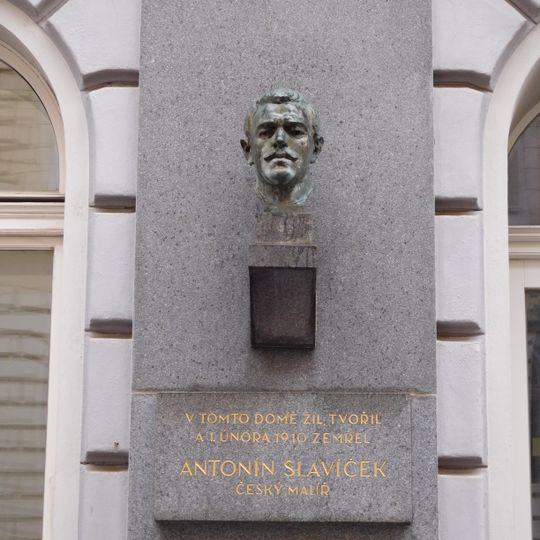 V TOMTO DOMĚ ŽIL, TVOŘIL
A 1. ÚNORA 1910 ZEMŘEL
ANTONÍN SLAVÍČEK
ČESKÝ MALÍŘ